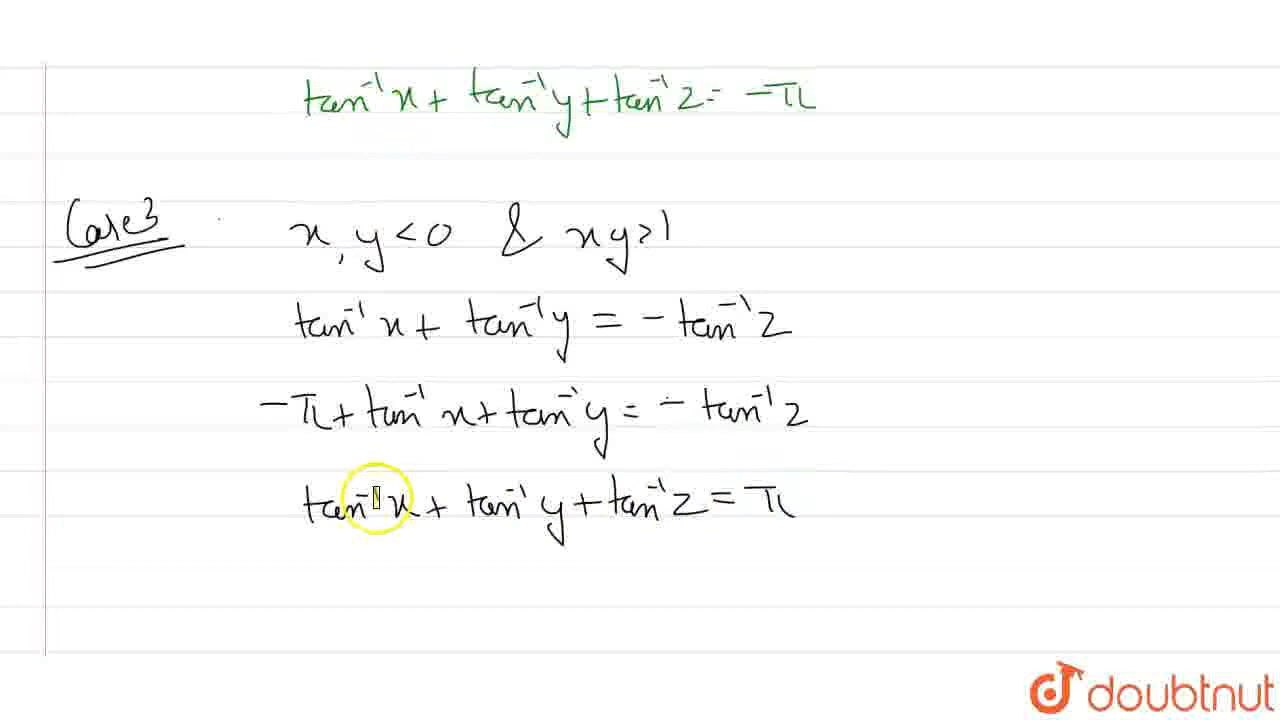 tan⁻¹x + tan⁻¹y + tan⁻¹z = -π
Case 3 x, y < 0 & xy > 1
tan⁻¹x + tan⁻¹y = - tan⁻¹z
-π + tan⁻¹x + tan⁻¹y = - tan⁻¹z
tan⁻¹x + tan⁻¹y + tan⁻¹z = π
doubtnut